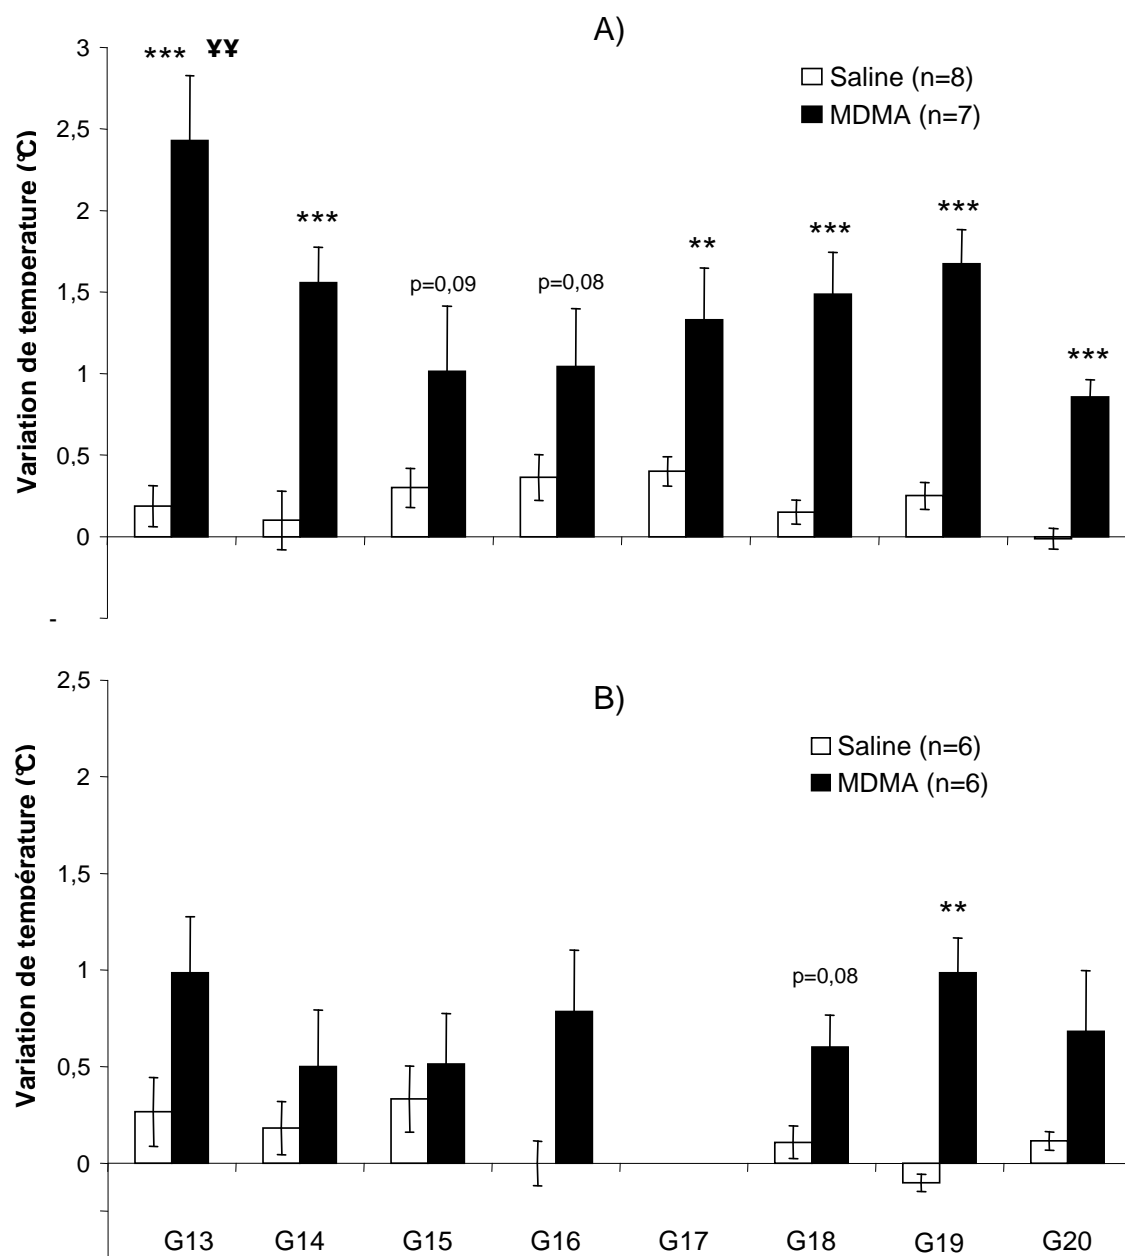 A)
*** ¥¥
Saline (n=8)
MDMA (n=7)
Variation de temperature (°C)
3
2,5
2
1,5
1
0,5
0
-
***
p=0,09
p=0,08
**
***
***
***
B)
Saline (n=6)
MDMA (n=6)
Variation de température (°C)
2,5
2
1,5
1
0,5
0
p=0,08
**
G13 G14 G15 G16 G17 G18 G19 G20